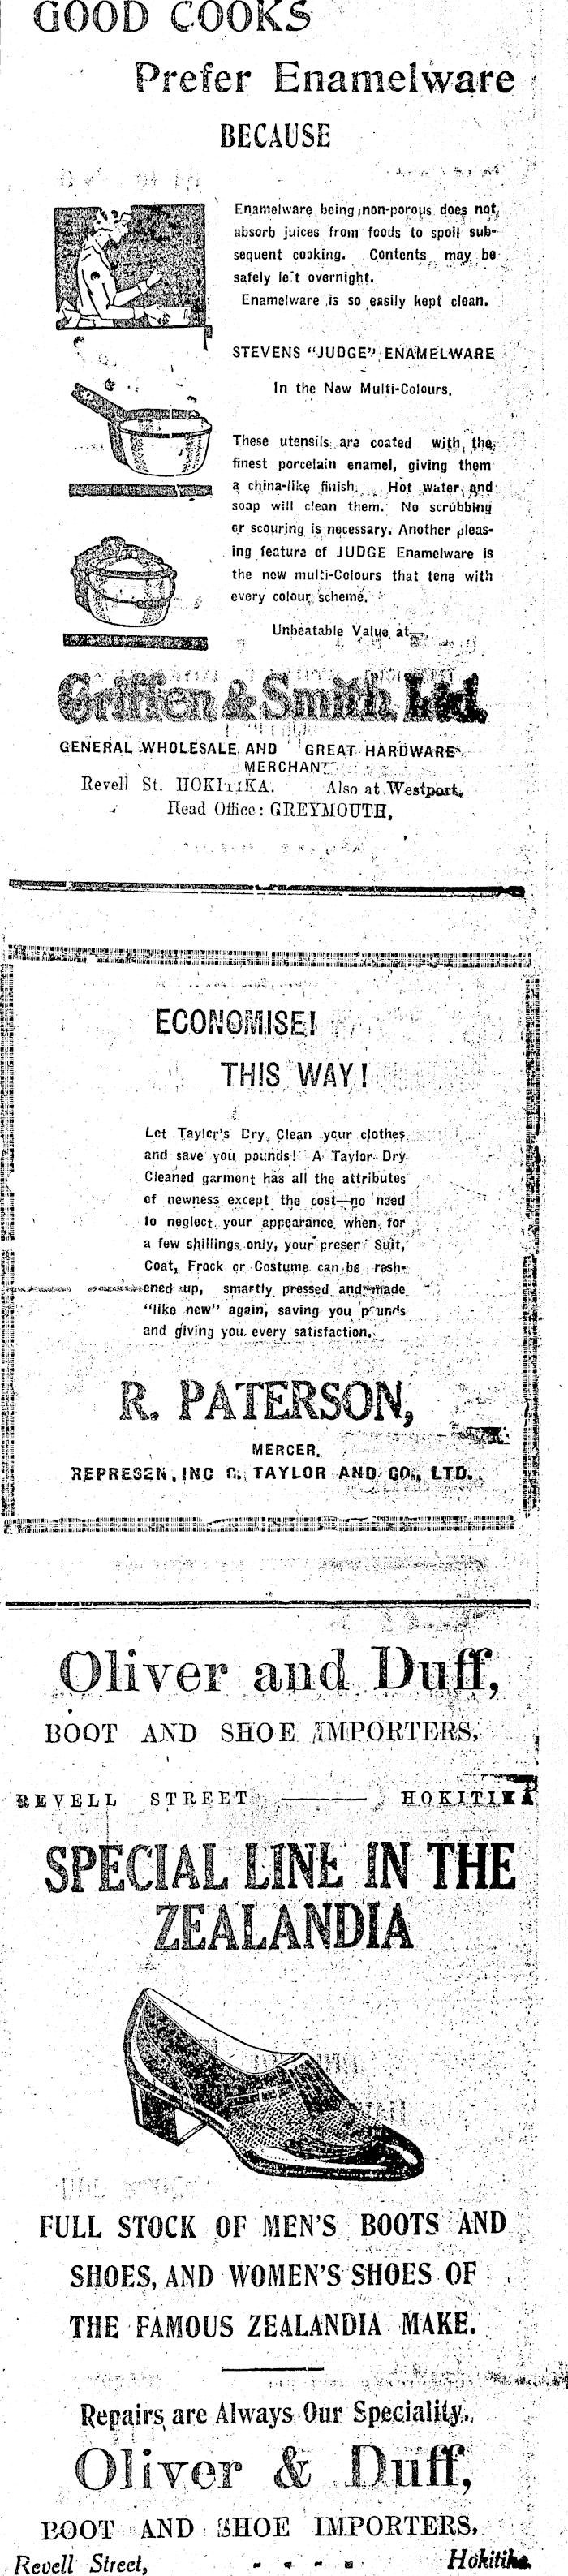 GOOD COOKS
Prefer Enamelware
BECAUSE
Enamelware being non-porous does not
absorb juices from foods to spoil sub-
sequent cooking. Contents may be
safely left overnight.
Enamelware is so easily kept clean.
STEVENS "JUDGE" ENAMELWARE
In the New Multi-Colours.
These utensils are coated with the
finest porcelain enamel, giving them
a china-like finish. Hot water and
soap will clean them. No scrubbing
or scouring is necessary. Another pleas-
ing feature of JUDGE Enamelware is
the new multi-Colours that tone with
every colour scheme.
Unbeatable Value at—
Griffen & Smith Ltd.
GENERAL WHOLESALE AND GREAT HARDWARE
MERCHANT
Revell St. HOKITIKA. Also at Westport.
Head Office: GREYMOUTH.
ECONOMISE!
THIS WAY!
Let Taylor's Dry Clean your clothes
and save you pounds! A Taylor Dry
Cleaned garment has all the attributes
of newness except the cost—no need
to neglect your appearance when for
a few shillings only, your present Suit,
Coat, Frock or Costume can be resh-
ened up, smartly pressed and made
"like new" again, saving you pounds
and giving you every satisfaction.
R. PATERSON,
MERCER,
REPRESENTING C. TAYLOR AND CO., LTD.
Oliver and Duff,
BOOT AND SHOE IMPORTERS,
REVELL STREET ——— HOKITIKA
SPECIAL LINE IN THE
ZEALANDIA
FULL STOCK OF MEN'S BOOTS AND
SHOES, AND WOMEN'S SHOES OF
THE FAMOUS ZEALANDIA MAKE.
Repairs are Always Our Speciality.
Oliver & Duff,
BOOT AND SHOE IMPORTERS,
Revell Street, - - - - Hokitika.